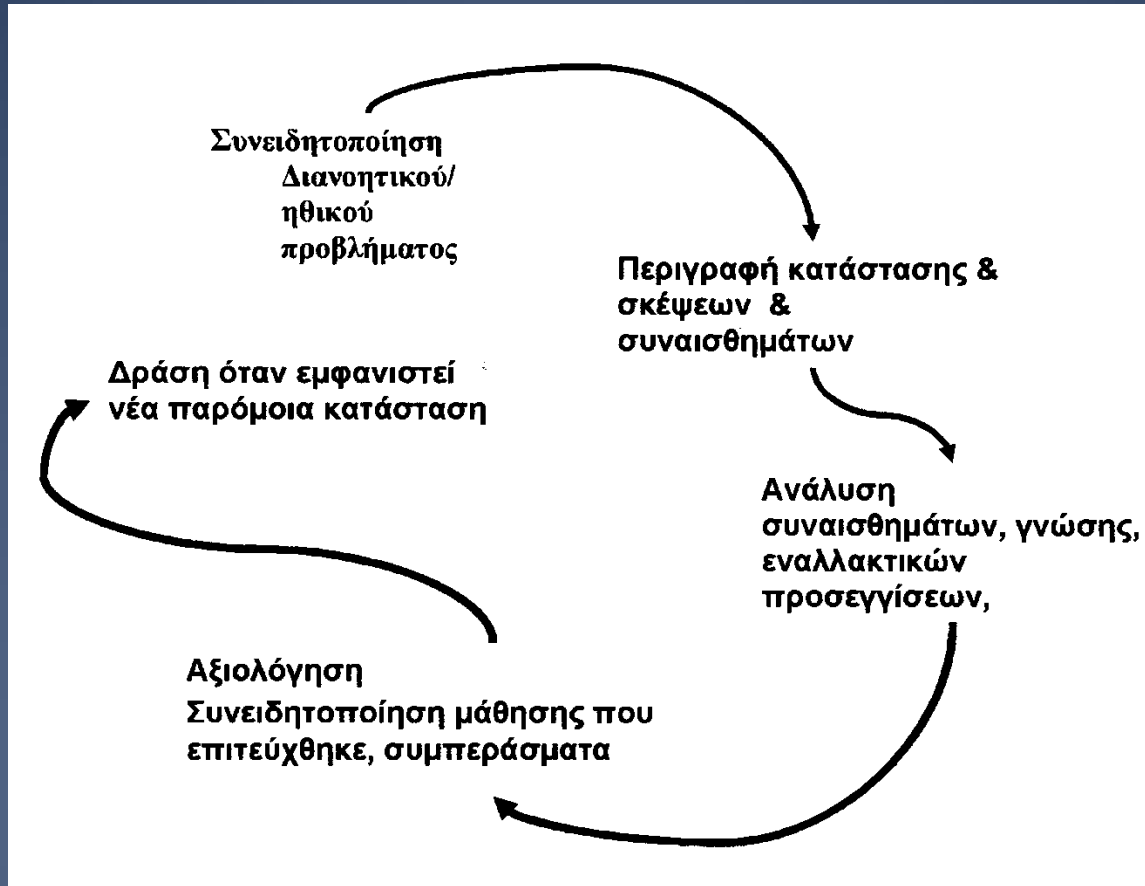 Συνειδητοποίηση
Διανοητικού/
ηθικού
προβλήματος
Περιγραφή κατάστασης &
σκέψεων &
συναισθημάτων
Ανάλυση
συναισθημάτων, γνώσης,
εναλλακτικών
προσεγγίσεων,
Αξιολόγηση
Συνειδητοποίηση μάθησης που
επιτεύχθηκε, συμπεράσματα
Δράση όταν εμφανιστεί
νέα παρόμοια κατάσταση